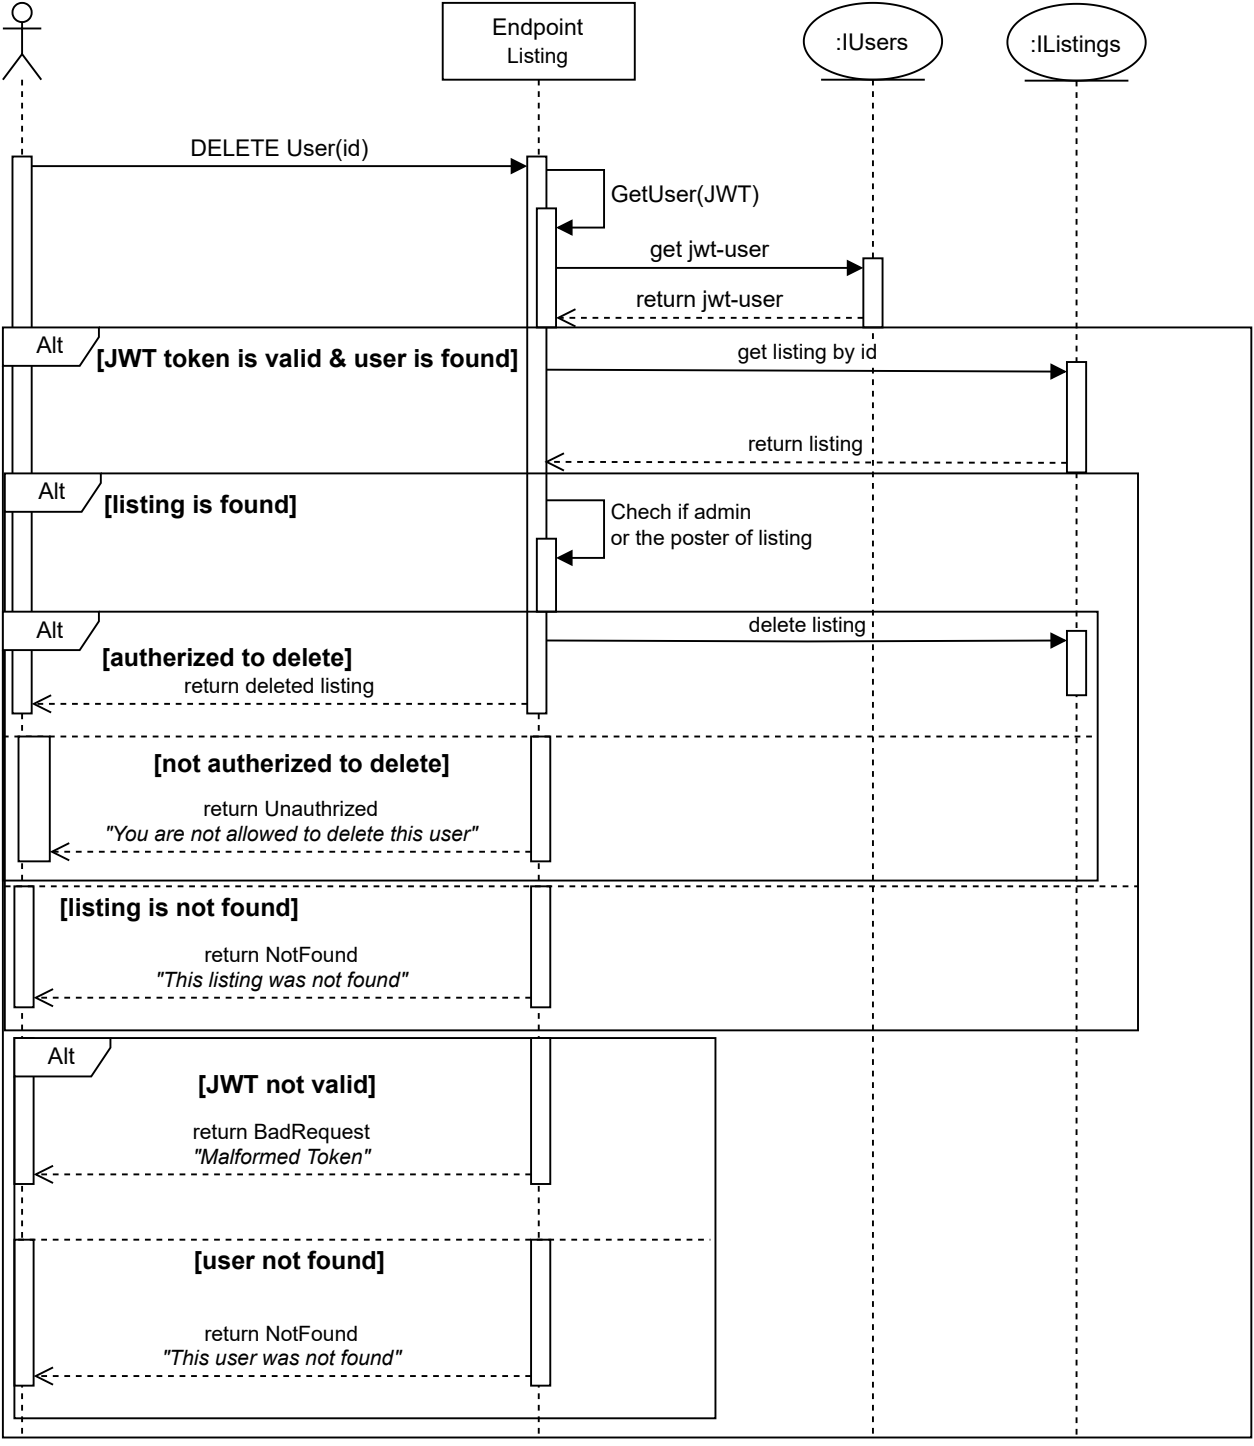 Endpoint
Listing
:IUsers
:IListings
DELETE User(id)
GetUser(JWT)
get jwt-user
return jwt-user
Alt
[JWT token is valid & user is found]
get listing by id
return listing
Alt
[listing is found]
Chech if admin
or the poster of listing
Alt
delete listing
[autherized to delete]
return deleted listing
[not autherized to delete]
return Unauthrized
"You are not allowed to delete this user"
[listing is not found]
return NotFound
"This listing was not found"
Alt
[JWT not valid]
return BadRequest
"Malformed Token"
[user not found]
return NotFound
"This user was not found"